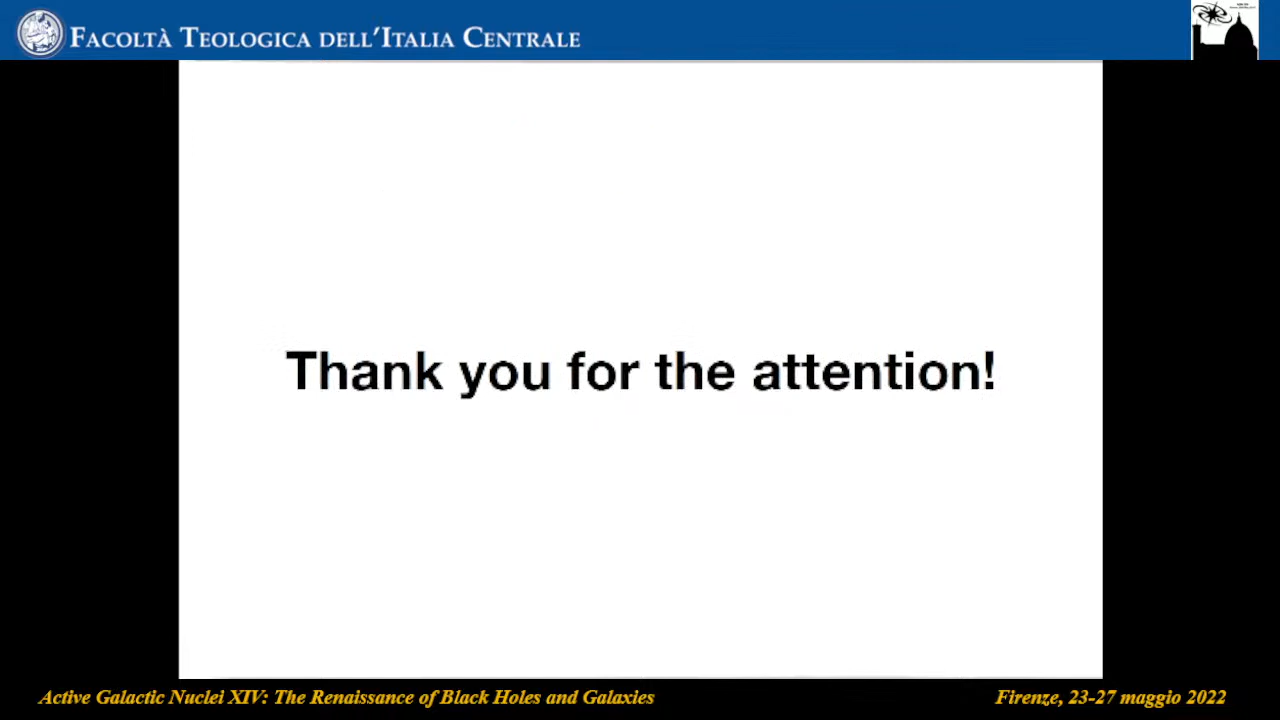 FACOLTÀ TEOLOGICA DELL'ITALIA CENTRALE
Thank you for the attention!
Active Galactic Nuclei XIV: The Renaissance of Black Holes and Galaxies
Firenze, 23-27 maggio 2022